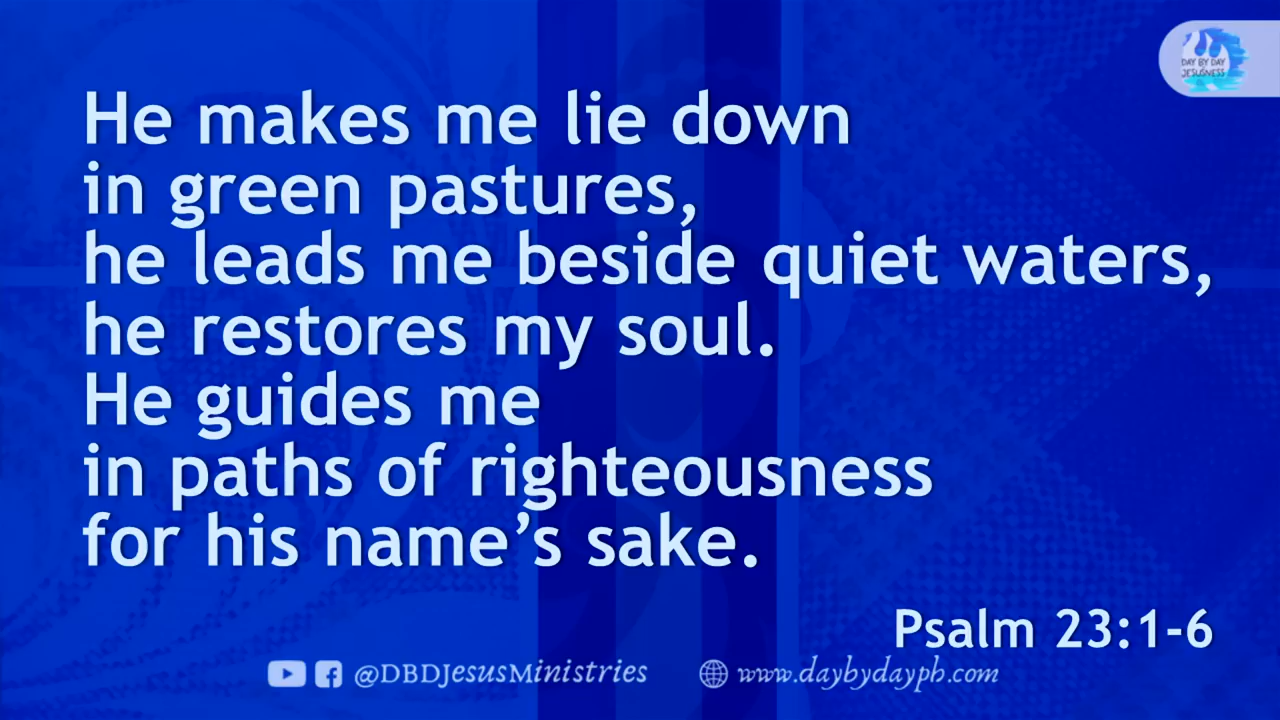 DAY BY DAY
JESUSNESS
He makes me lie down
in green pastures,
he leads me beside quiet waters,
he restores my soul.
He guides me
in paths of righteousness
for his name’s sake.
Psalm 23:1-6
@DBDJesusMinistries
www.daybydayph.com